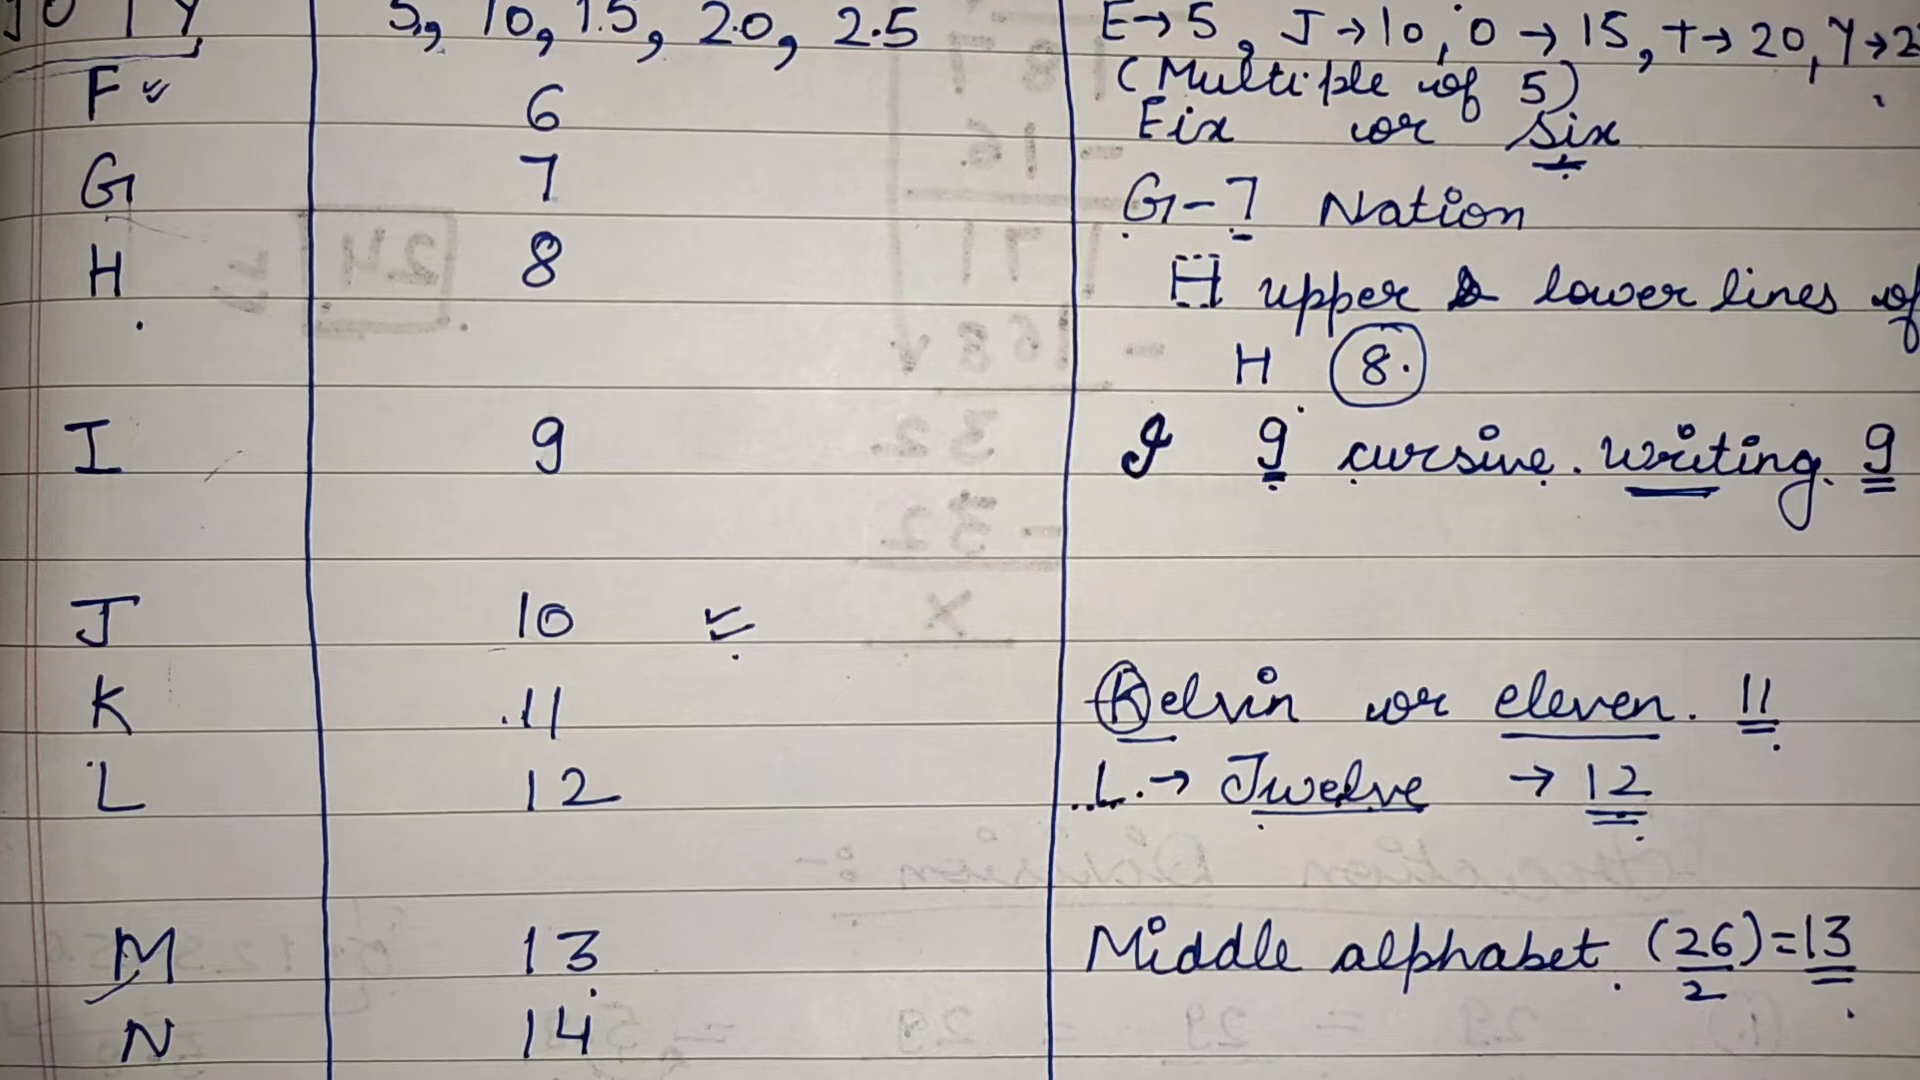 J O T Y 5, 10, 15, 20, 25 E→5, J→10, O→15, T→20, Y→2
(Multiple of 5)
F 6 Fix or six
G 7 G-7 Nation
H 8 H upper & lower lines of
H 8.
I 9 I 9 cursive. writing. 9
J 10
K 11 Kelvin or eleven. 11
L 12 L → Twelve → 12
M 13 Middle alphabet. (26/2)=13
N 14